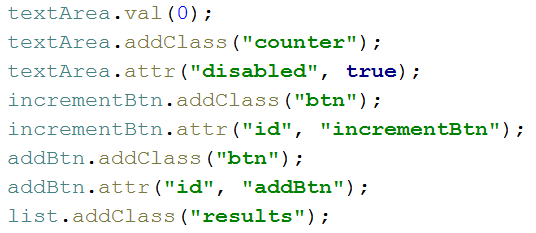 textArea.val(0);
textArea.addClass("counter");
textArea.attr("disabled", true);
incrementBtn.addClass("btn");
incrementBtn.attr("id", "incrementBtn");
addBtn.addClass("btn");
addBtn.attr("id", "addBtn");
list.addClass("results");